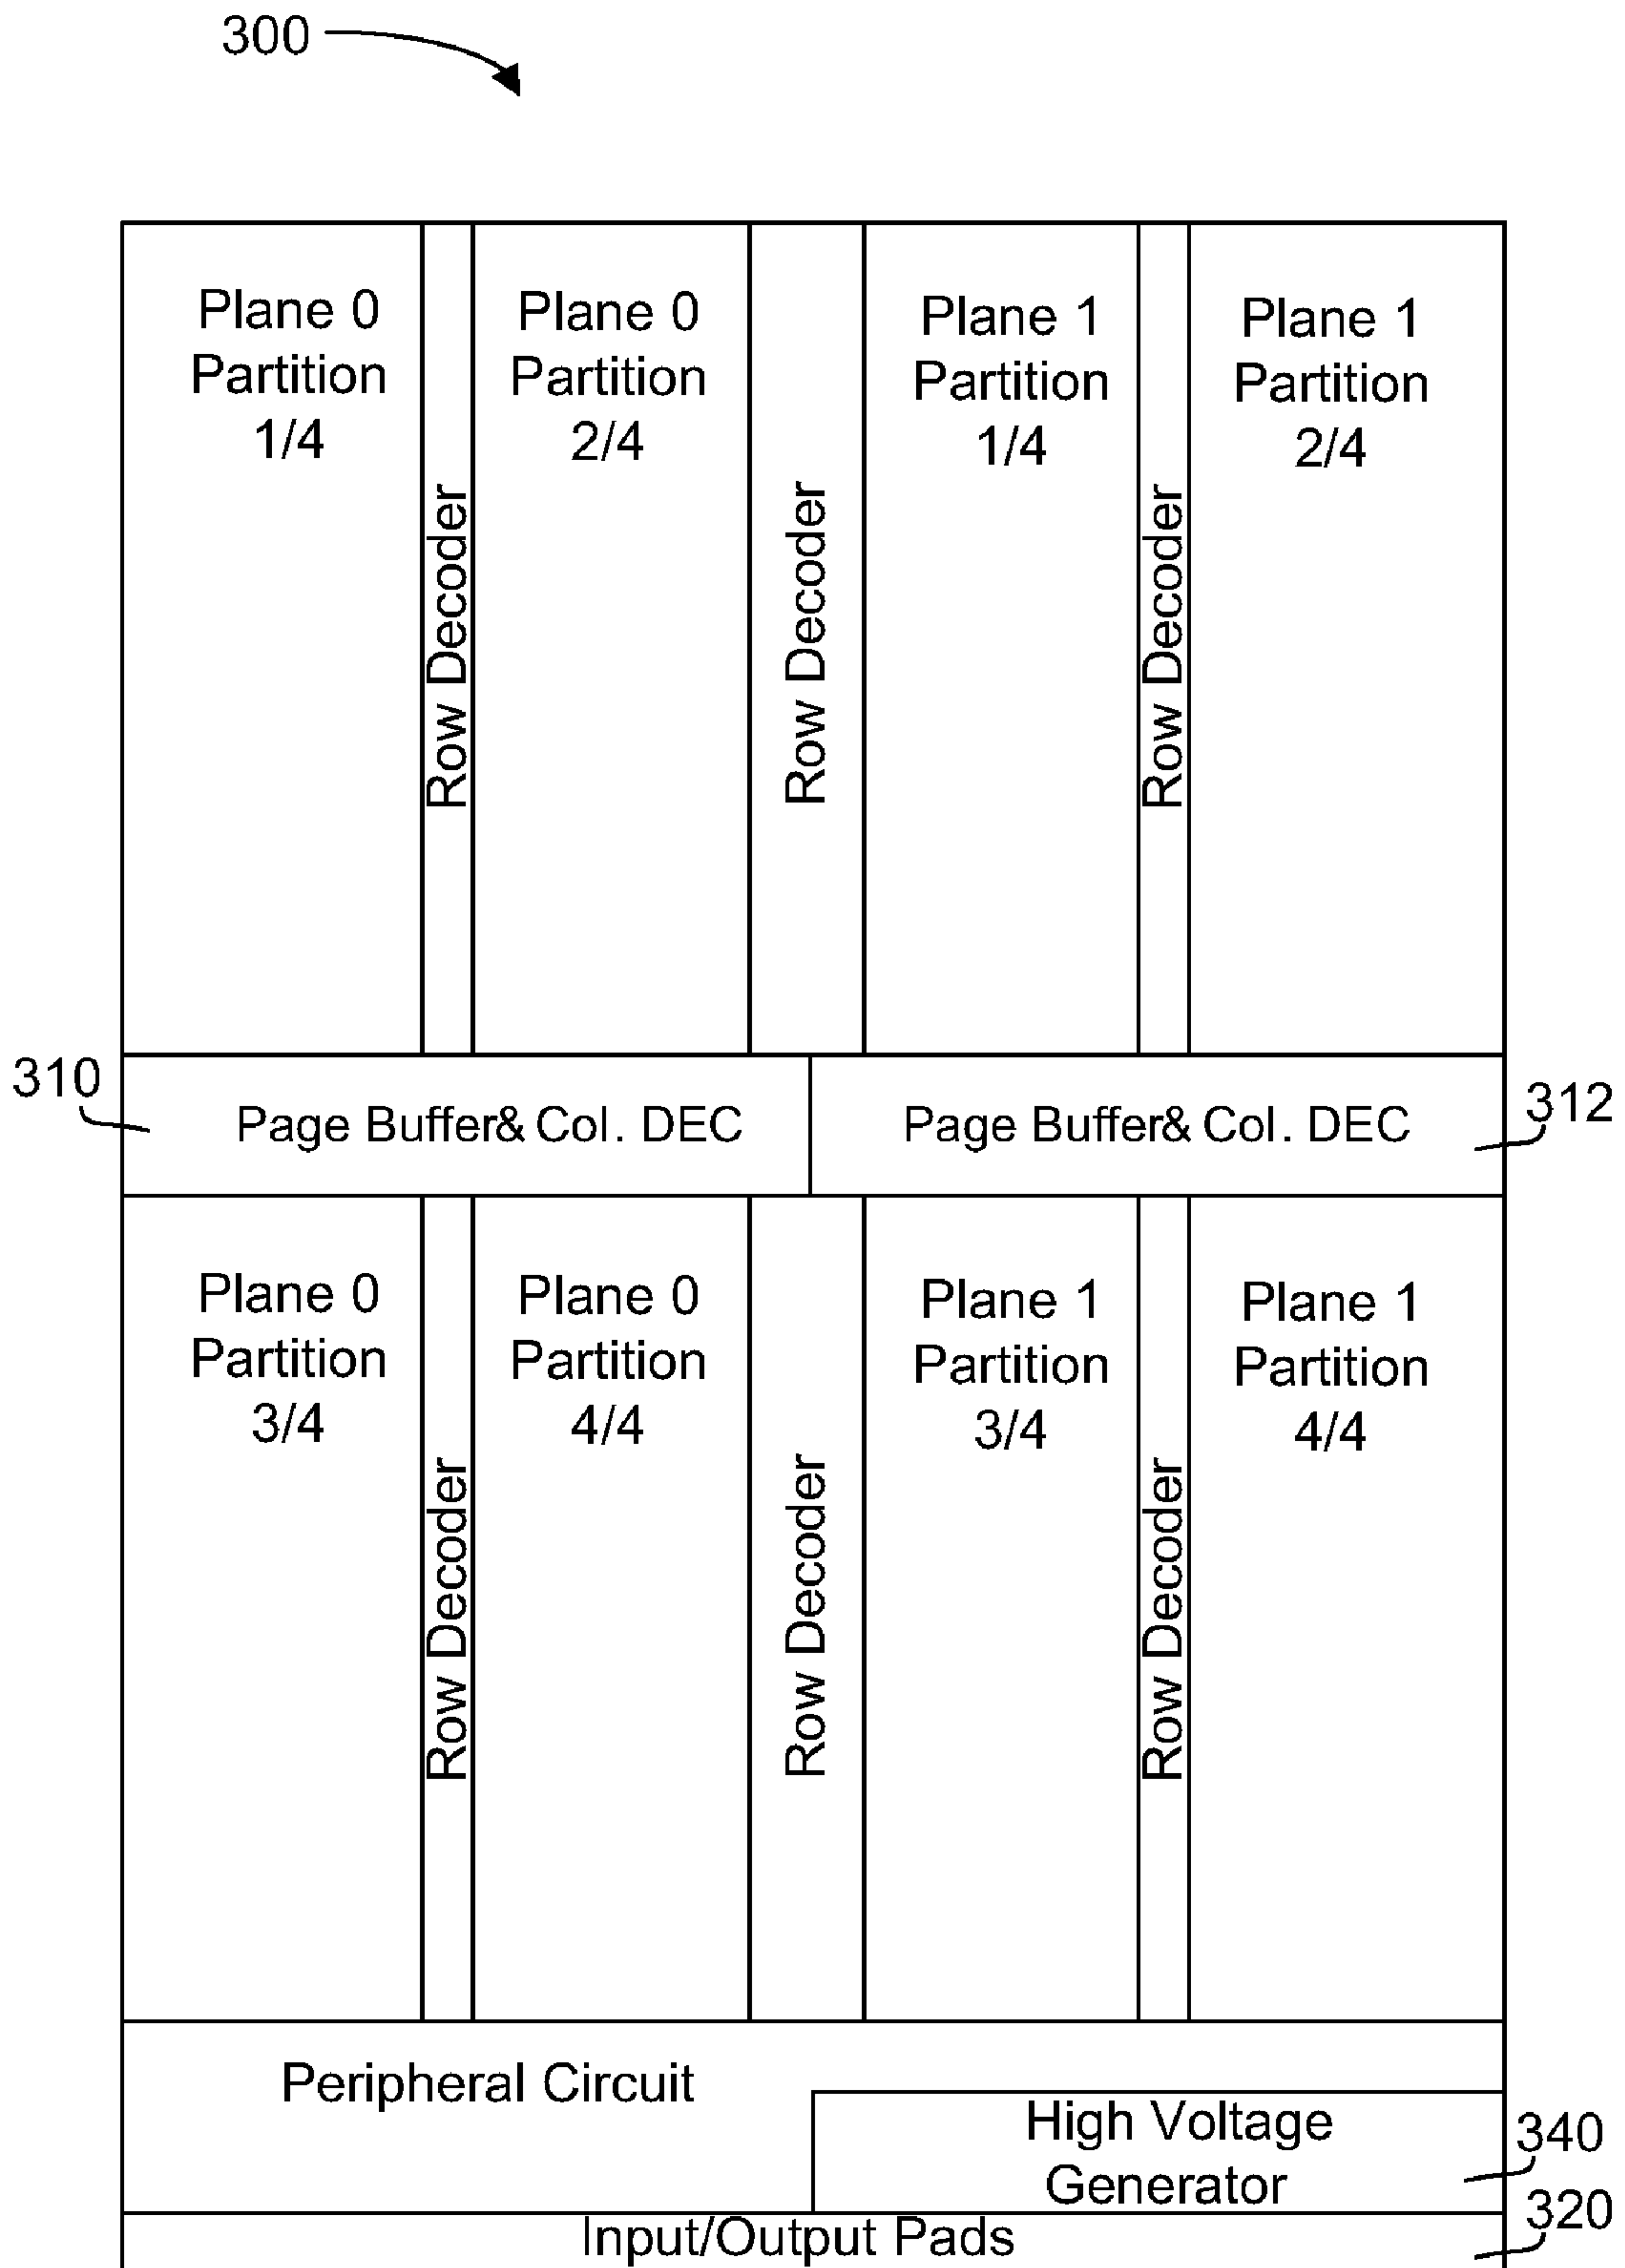 300
Plane 0
Partition
1/4
Row Decoder
Plane 0
Partition
2/4
Row Decoder
Plane 1
Partition
1/4
Row Decoder
Plane 1
Partition
2/4
310
Page Buffer& Col. DEC
Page Buffer& Col. DEC
312
Plane 0
Partition
3/4
Row Decoder
Plane 0
Partition
4/4
Row Decoder
Plane 1
Partition
3/4
Row Decoder
Plane 1
Partition
4/4
Peripheral Circuit
High Voltage
Generator
340
Input/Output Pads
320